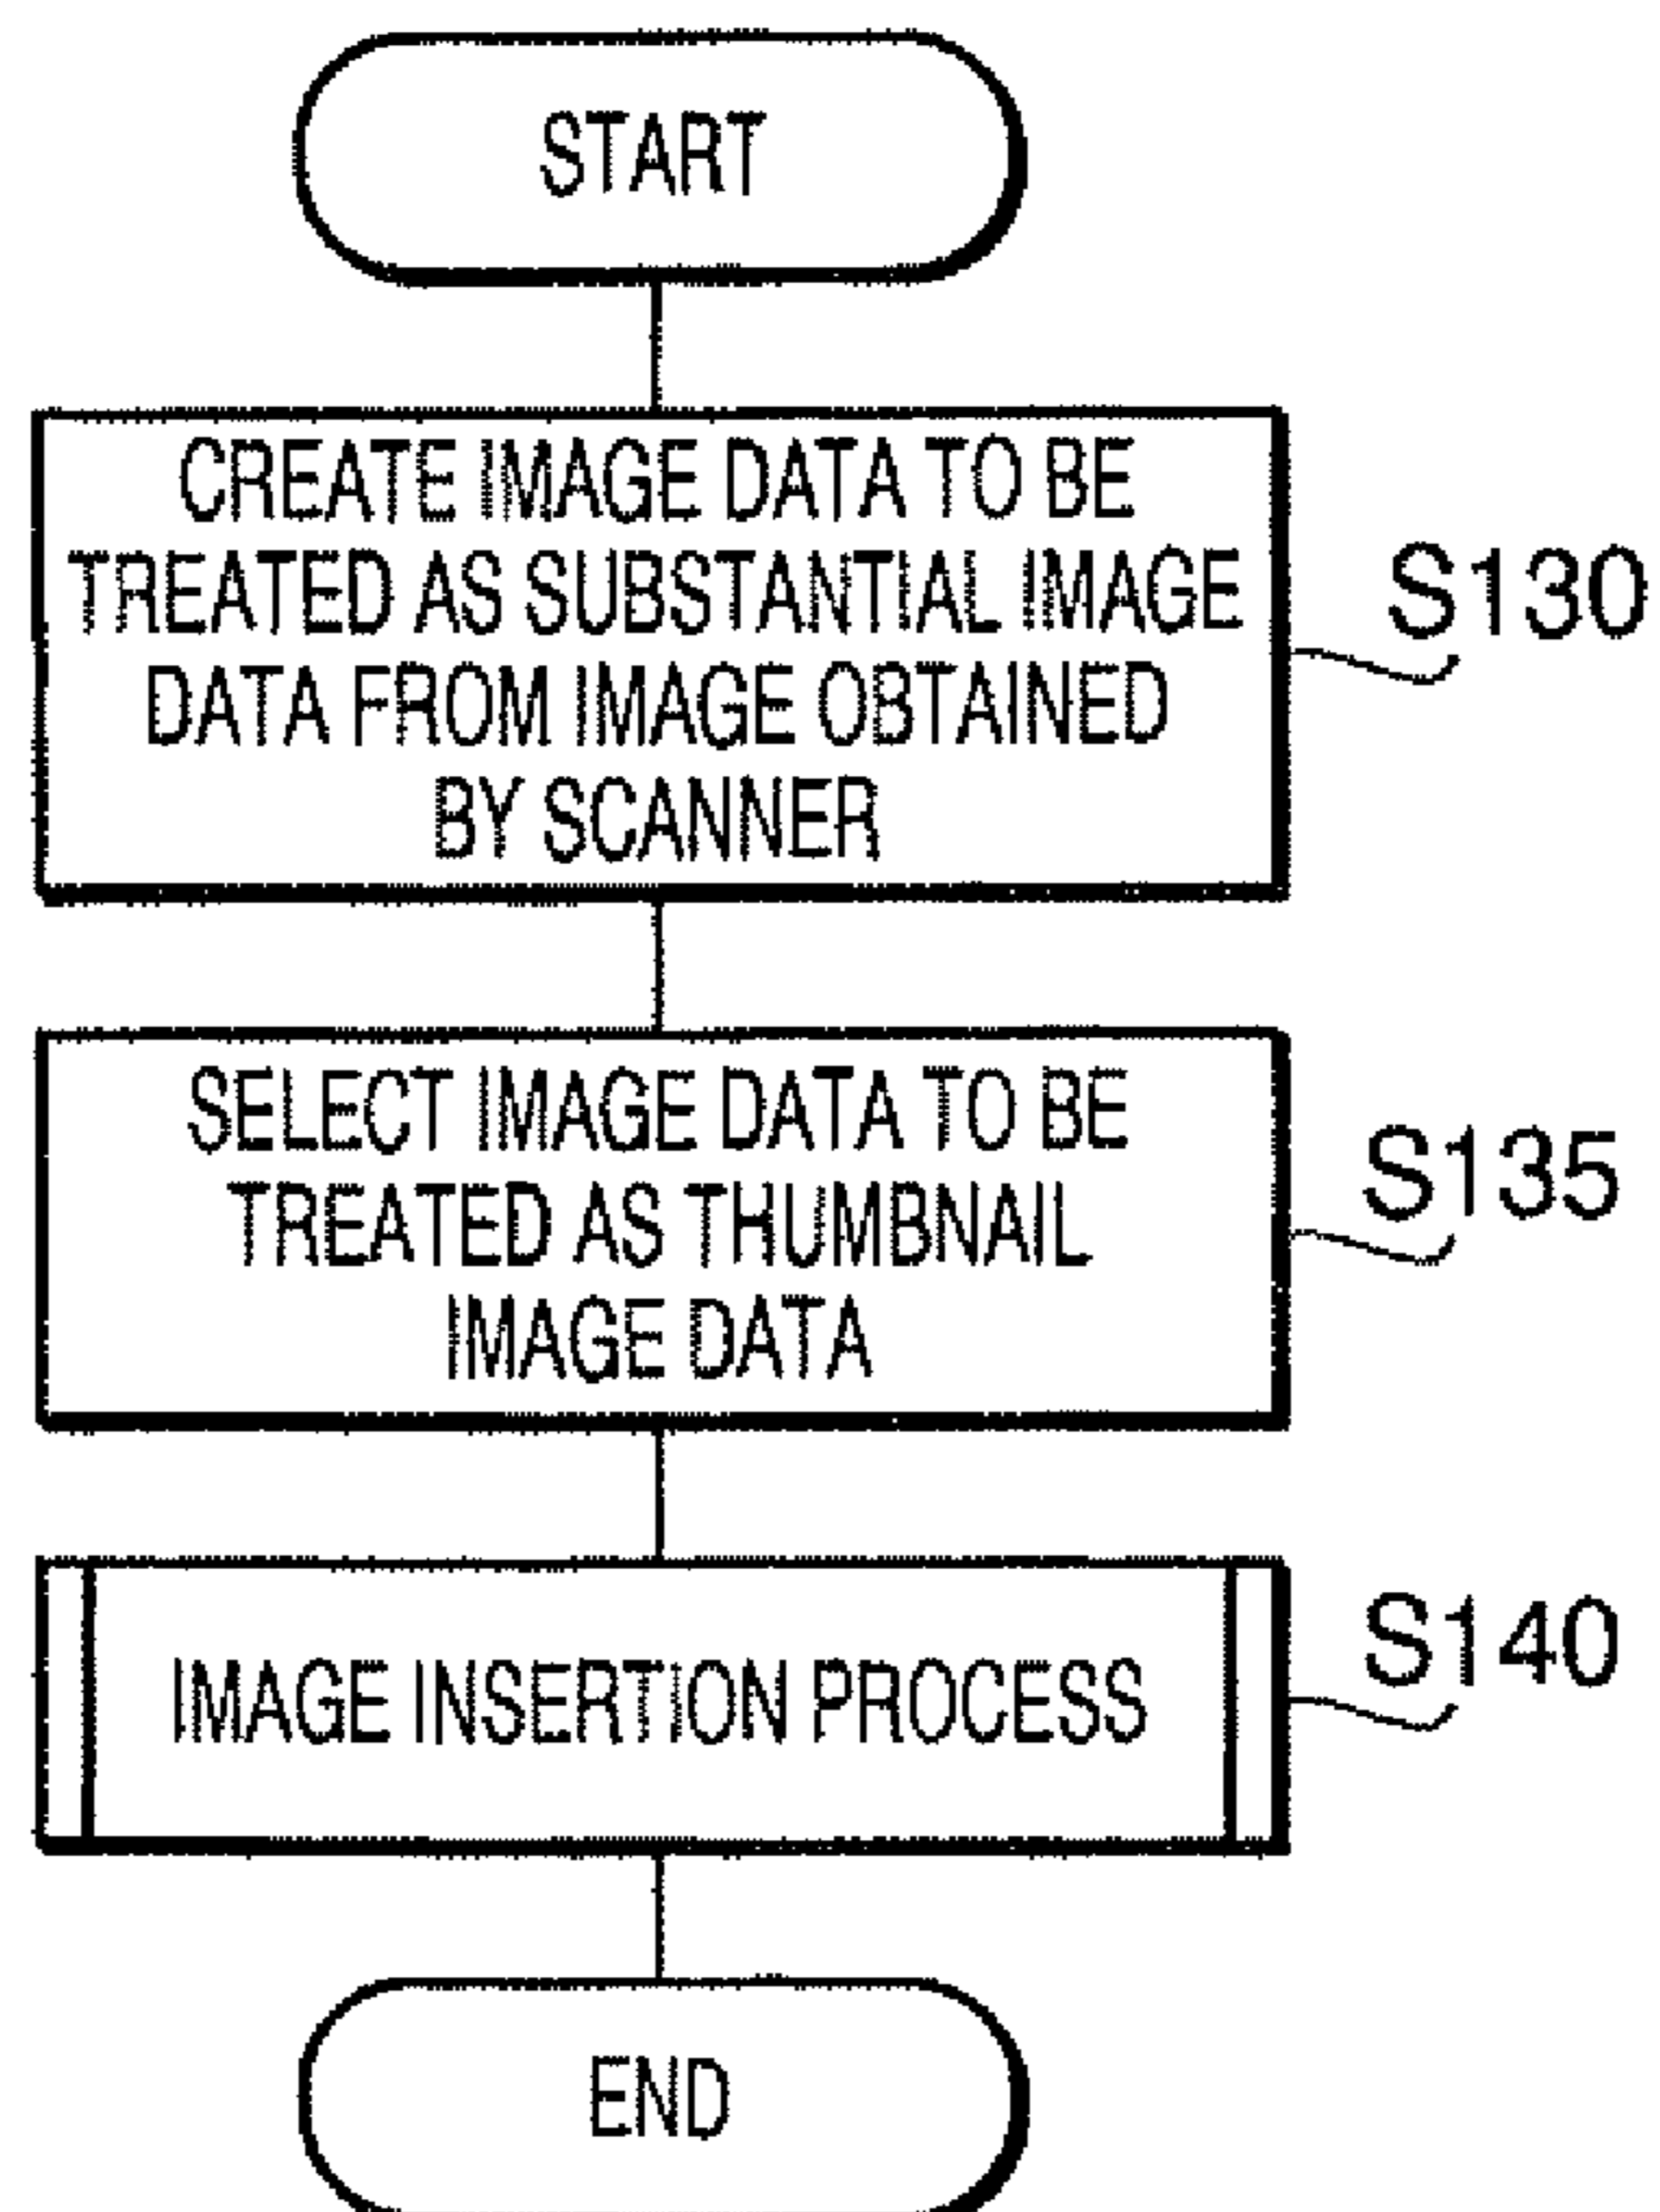 START
CREATE IMAGE DATA TO BE
TREATED AS SUBSTANTIAL IMAGE
DATA FROM IMAGE OBTAINED
BY SCANNER
S130
SELECT IMAGE DATA TO BE
TREATED AS THUMBNAIL
IMAGE DATA
S135
IMAGE INSERTION PROCESS
S140
END